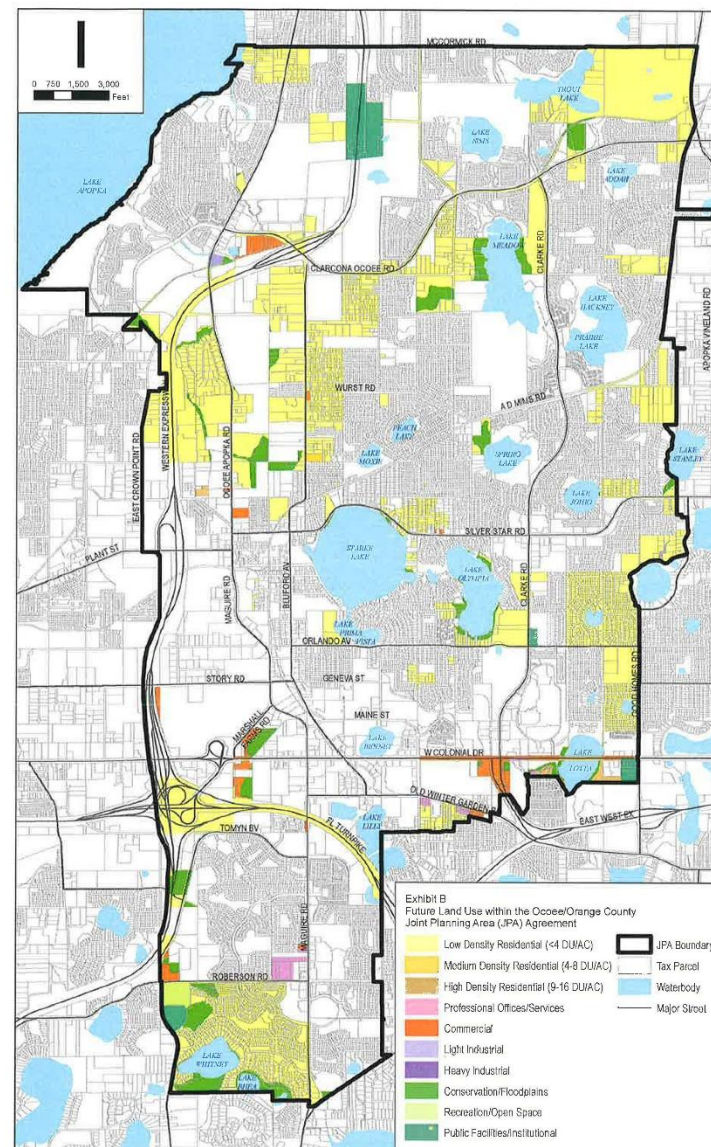 MCCORMICK RD
0 750 1,500 3,000
Feet
TROUT
LAKE
LAKE
SIMS
LAKE
APOPKA
LAKE
ADDAH
CLARKE RD
LAKE
MEADOW
CLARCONA OCOEE RD
LAKE
HACKNEY
PRAIRIE
LAKE
APOPKA VINELAND RD
WURST RD
A D MIMS RD
PEACH
LAKE
LAKE
MOXIE
SPRING
LAKE
LAKE
STANLEY
EAST CROWN POINT RD
WESTERN EXPRESSW
OCOEE APOPKA RD
LAKE
JOHIO
SILVER STAR RD
PLANT ST
STARKE
LAKE
LAKE
OLYMPIA
MAGUIRE RD
BLUFORD AV
CLARKE RD
LAKE
PRIMA
VISTA
ORLANDO AV
GOOD HOMES RD
STORY RD
GENEVA ST
MAINE ST
MARSHALL
FARMS RD
LAKE
BENNET
W COLONIAL DR
LAKE
LOTTA
OLD WINTER GARDEN
EAST WEST EX
LAKE
LILLY
TOMYN BV
FL TURNPIKE
MAGUIRE RD
ROBERSON RD
LAKE
WHITNEY
LAKE
RHEA
Exhibit B
Future Land Use within the Ocoee/Orange County
Joint Planning Area (JPA) Agreement
Low Density Residential (<4 DU/AC)
Medium Density Residential (4-8 DU/AC)
High Density Residential (9-16 DU/AC)
Professional Offices/Services
Commercial
Light Industrial
Heavy Industrial
Conservation/Floodplains
Recreation/Open Space
Public Facilities/Institutional
JPA Boundary
Tax Parcel
Waterbody
Major Street